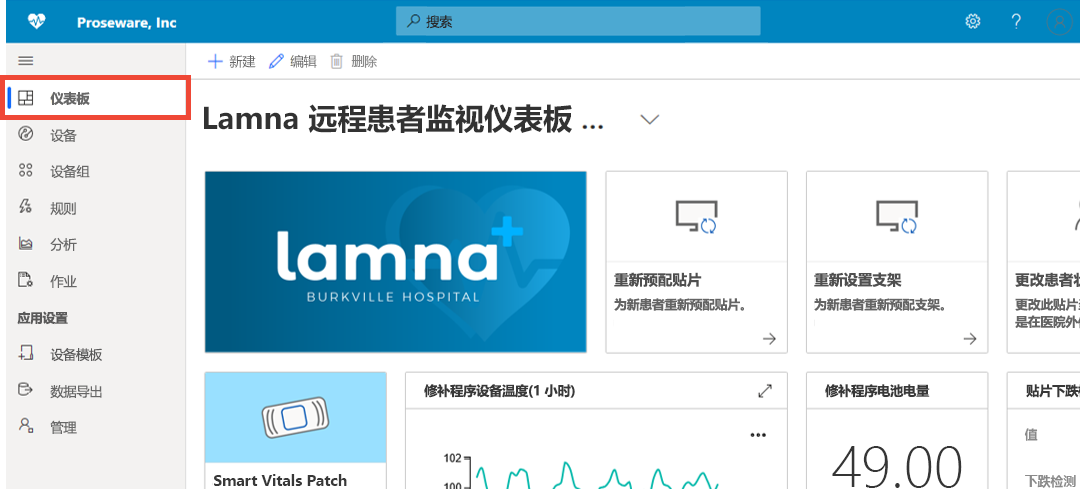 Proseware, Inc
搜索
?
新建 编辑 删除
仪表板
设备
设备组
规则
分析
作业
应用设置
设备模板
数据导出
管理
Lamna 远程患者监视仪表板 ...
lamna
BURKVILLE HOSPITAL
重新预配贴片
为新患者重新预配贴片。
重新设置支架
为新患者重新预配支架。
更改患者
更改此贴片
是在医院外
Smart Vitals Patch
修补程序设备温度(1 小时)
102
100
修补程序电池电量
49.00
贴片下跌
值
下跌检测